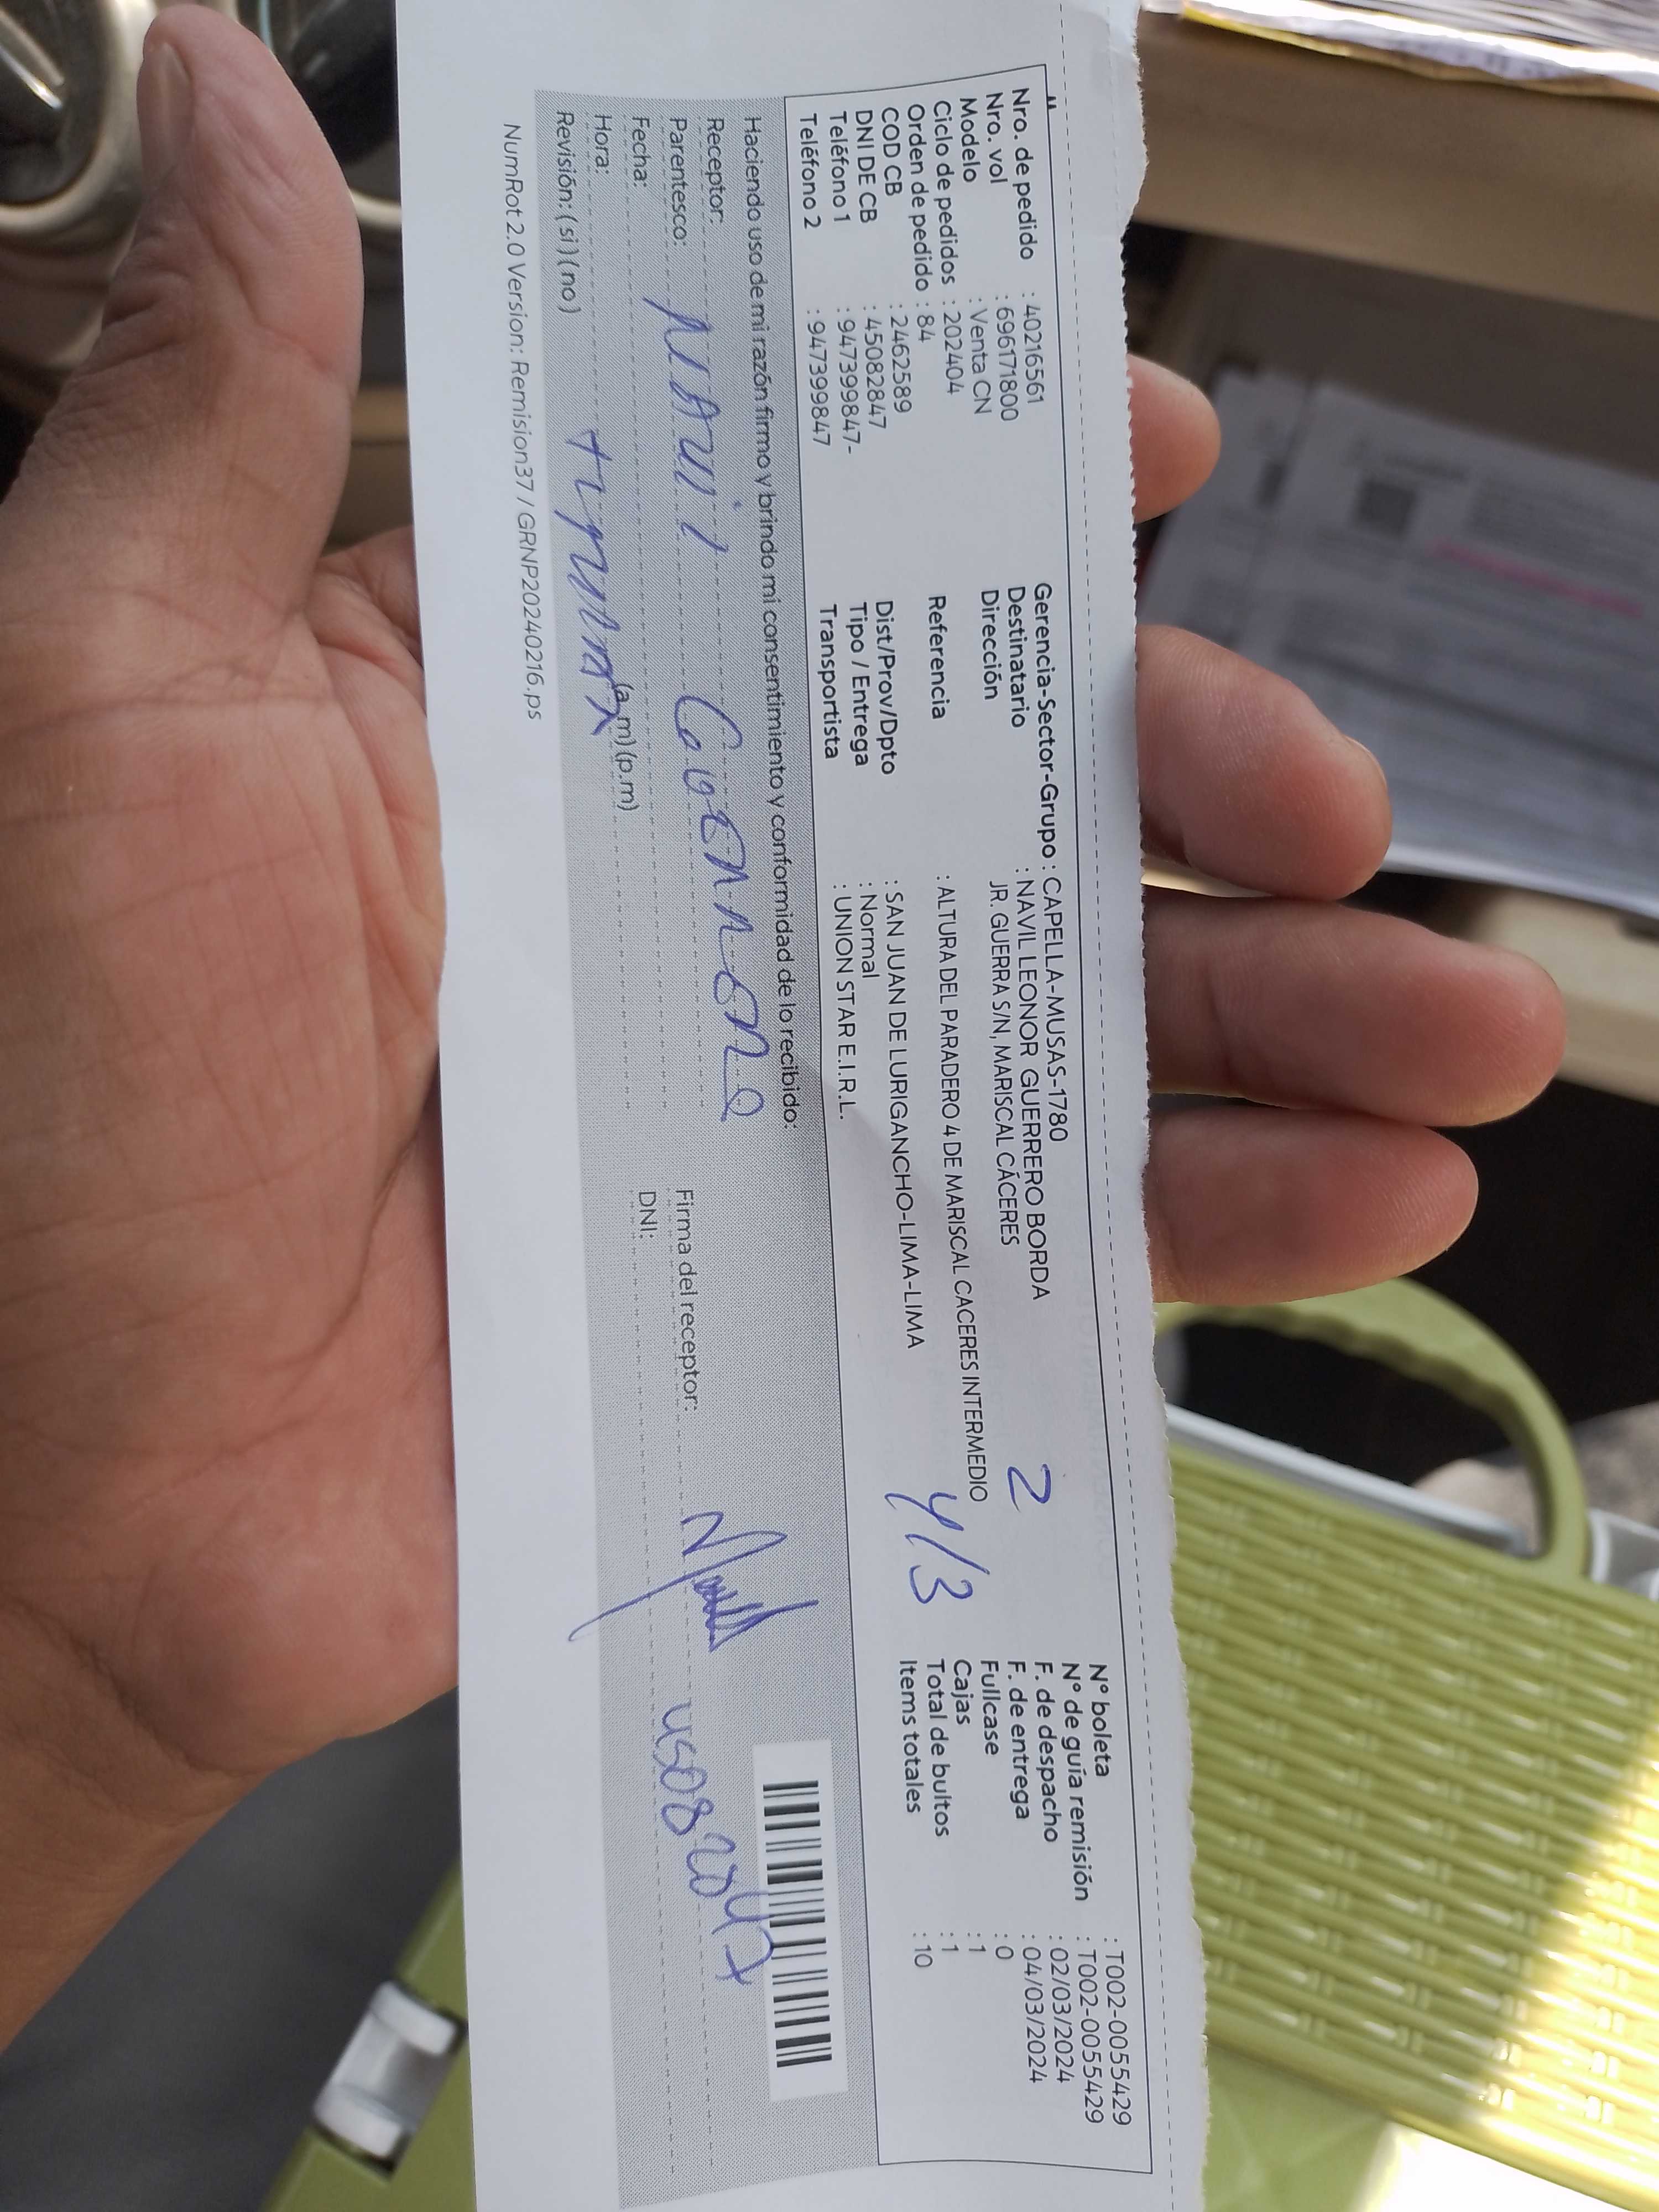 Nro. de pedido : 40216561
Nro. vol : 696171800
Modelo : Venta CN
Ciclo de pedidos : 202404
Orden de pedido : 84
COD CB : 2462589
DNI DE CB : 45082847
Teléfono 1 : 947399847-
Teléfono 2 : 947399847
Gerencia-Sector-Grupo : CAPELLA-MUSAS-1780
Destinatario : NAVIL LEONOR GUERRERO BORDA
Dirección JR. GUERRA S/N, MARISCAL CÁCERES
Referencia : ALTURA DEL PARADERO 4 DE MARISCAL CACERES INTERMEDIO
Dist/Prov/Dpto : SAN JUAN DE LURIGANCHO-LIMA-LIMA
Tipo / Entrega : Normal
Transportista : UNION STAR E.I.R.L.
2
4/3
N° boleta : T002-0055429
N° de guía remisión : T002-0055429
F. de despacho : 02/03/2024
F. de entrega : 04/03/2024
Fullcase : 0
Cajas : 1
Total de bultos : 1
Items totales : 10
Haciendo uso de mi razón firmo y brindo mi consentimiento y conformidad de lo recibido:
Receptor:
Parentesco:
Fecha:
Hora: (a.m)(p.m)
Revisión: (si)(no)
Firma del receptor:
DNI:
NumRot 2.0 Version: Remision37 / GRNP20240216.ps